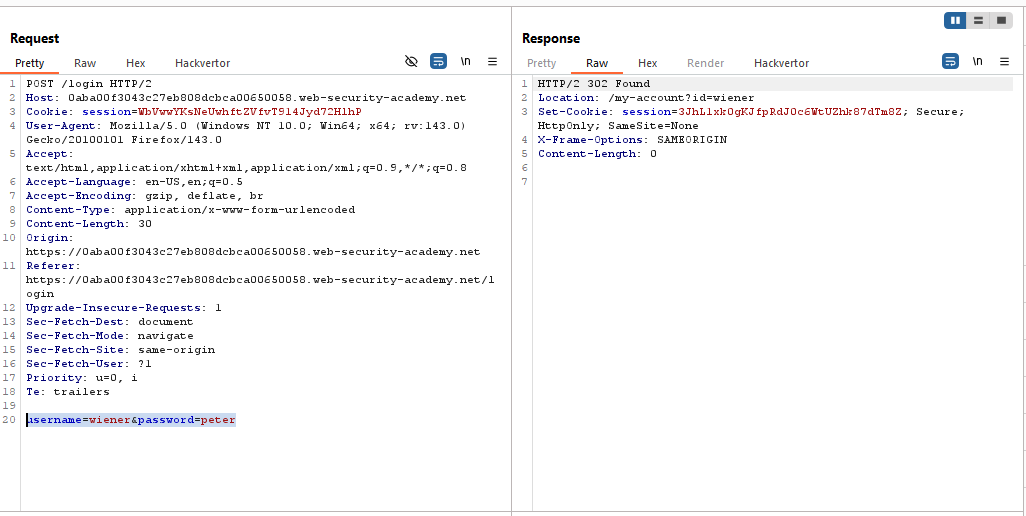 Request
Pretty Raw Hex Hackvertor \n
1 POST /login HTTP/2
2 Host: 0aba00f3043c27eb808dcbca00650058.web-security-academy.net
3 Cookie: session=WbVwwYKsNeUwhftZVfvT914Jyd72H1hP
4 User-Agent: Mozilla/5.0 (Windows NT 10.0; Win64; x64; rv:143.0)
Gecko/20100101 Firefox/143.0
5 Accept:
text/html,application/xhtml+xml,application/xml;q=0.9,*/*;q=0.8
6 Accept-Language: en-US,en;q=0.5
7 Accept-Encoding: gzip, deflate, br
8 Content-Type: application/x-www-form-urlencoded
9 Content-Length: 30
10 Origin:
https://0aba00f3043c27eb808dcbca00650058.web-security-academy.net
11 Referer:
https://0aba00f3043c27eb808dcbca00650058.web-security-academy.net/l
ogin
12 Upgrade-Insecure-Requests: 1
13 Sec-Fetch-Dest: document
14 Sec-Fetch-Mode: navigate
15 Sec-Fetch-Site: same-origin
16 Sec-Fetch-User: ?1
17 Priority: u=0, i
18 Te: trailers
19
20 username=wiener&password=peter
Response
Pretty Raw Hex Render Hackvertor \n
1 HTTP/2 302 Found
2 Location: /my-account?id=wiener
3 Set-Cookie: session=3JhL1xkOgKJfpRdJ0c6WtUZhk87dTm8Z; Secure;
HttpOnly; SameSite=None
4 X-Frame-Options: SAMEORIGIN
5 Content-Length: 0
6
7